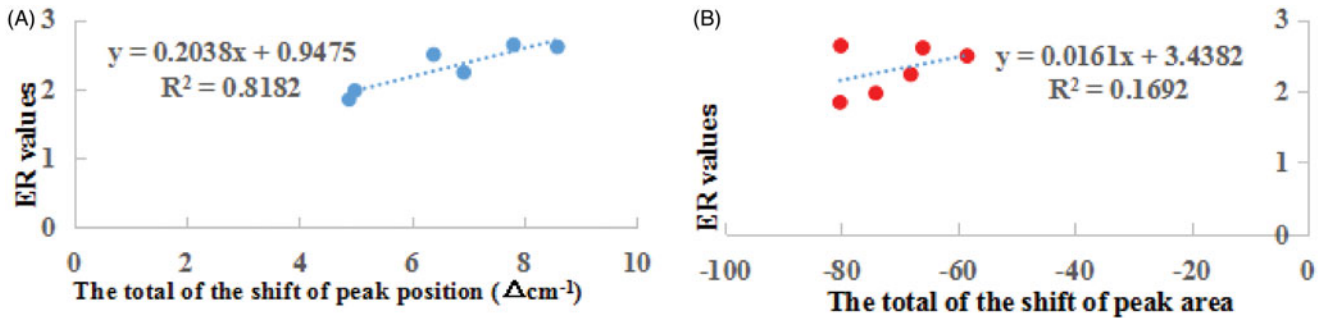 (A)
3
2
1
0
ER values
y = 0.2038x + 0.9475
R² = 0.8182
0 2 4 6 8 10
The total of the shift of peak position (Δcm⁻¹)
(B)
ER values
y = 0.0161x + 3.4382
R² = 0.1692
3
2
1
0
-100 -80 -60 -40 -20 0
The total of the shift of peak area